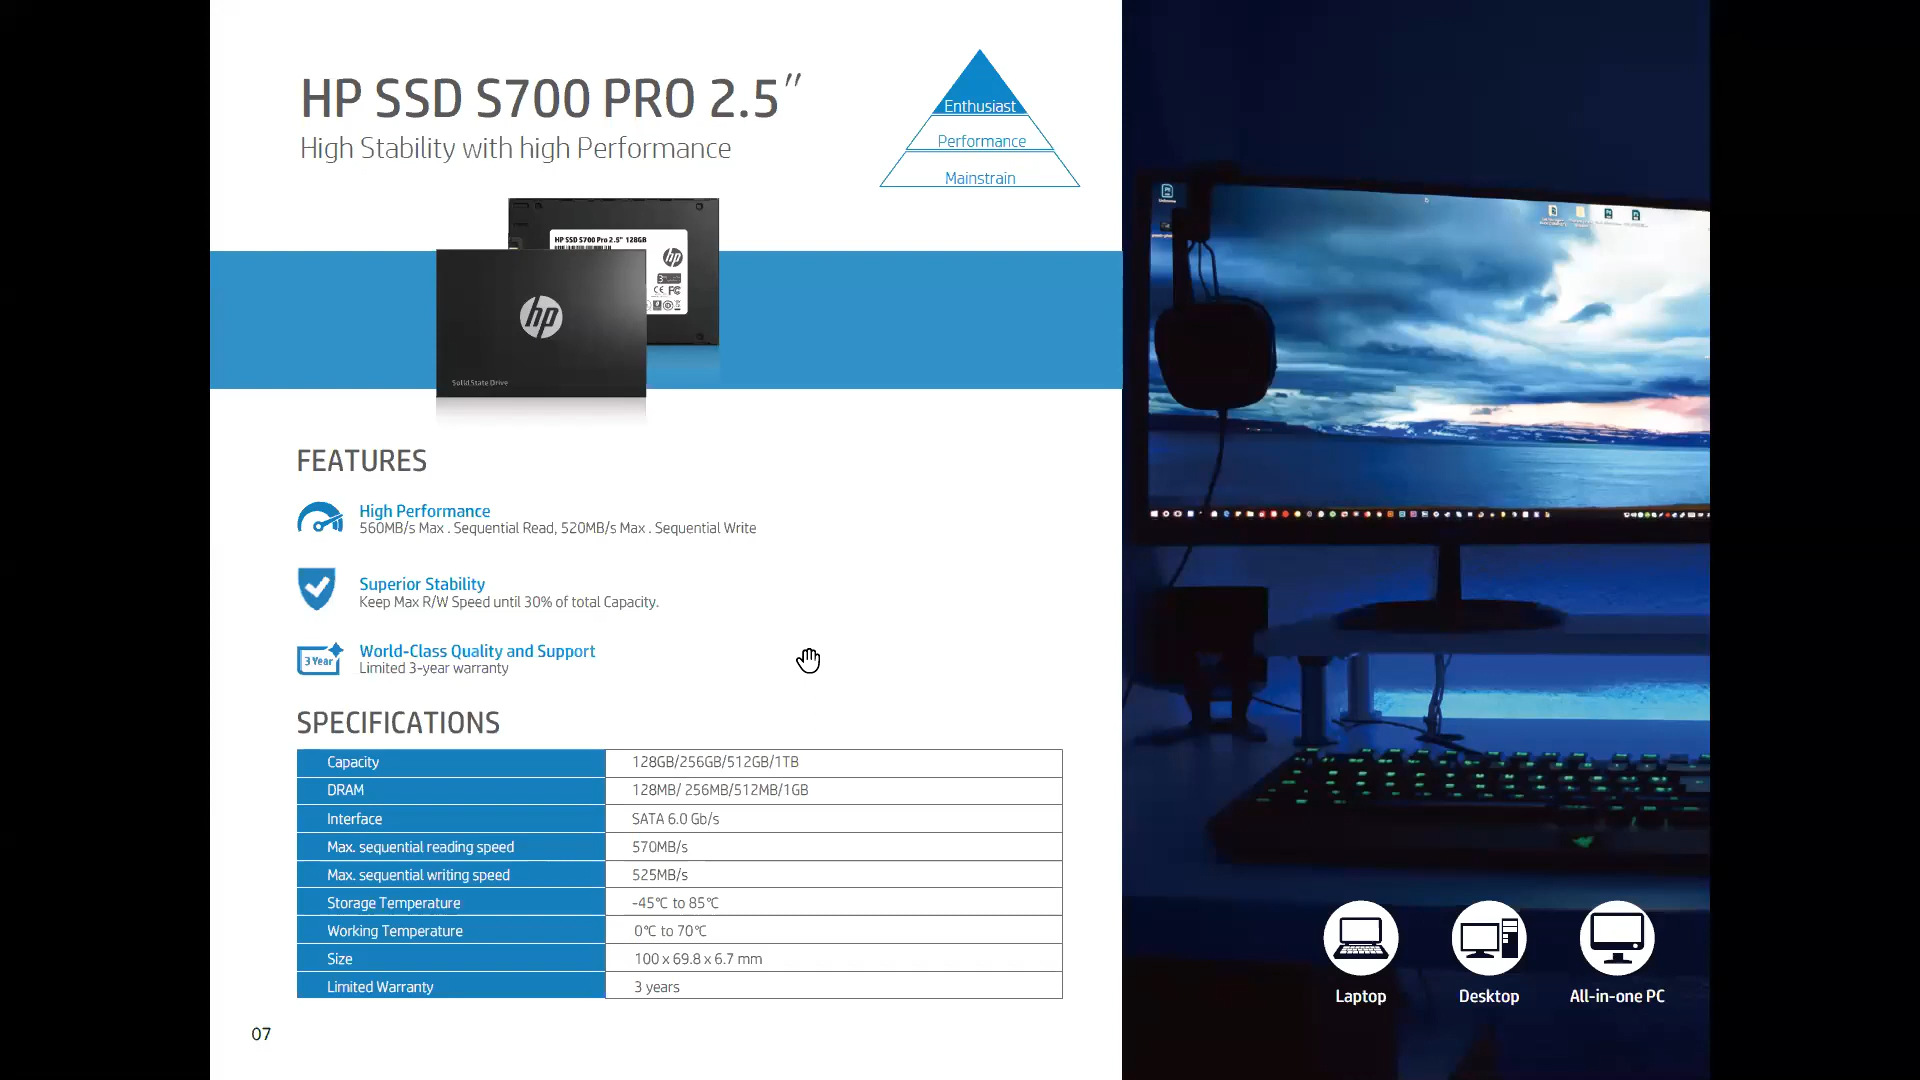 HP SSD S700 PRO 2.5"
High Stability with high Performance
Enthusiast
Performance
Mainstrain
HP SSD S700 Pro 2.5" 128GB
hp
hp
Solid State Drive
FEATURES
High Performance
560MB/s Max . Sequential Read, 520MB/s Max . Sequential Write
Superior Stability
Keep Max R/W Speed until 30% of total Capacity.
3 Year
World-Class Quality and Support
Limited 3-year warranty
SPECIFICATIONS
Capacity 128GB/256GB/512GB/1TB
DRAM 128MB/ 256MB/512MB/1GB
Interface SATA 6.0 Gb/s
Max. sequential reading speed 570MB/s
Max. sequential writing speed 525MB/s
Storage Temperature -45℃ to 85℃
Working Temperature 0℃ to 70℃
Size 100 x 69.8 x 6.7 mm
Limited Warranty 3 years
07
Laptop
Desktop
All-in-one PC